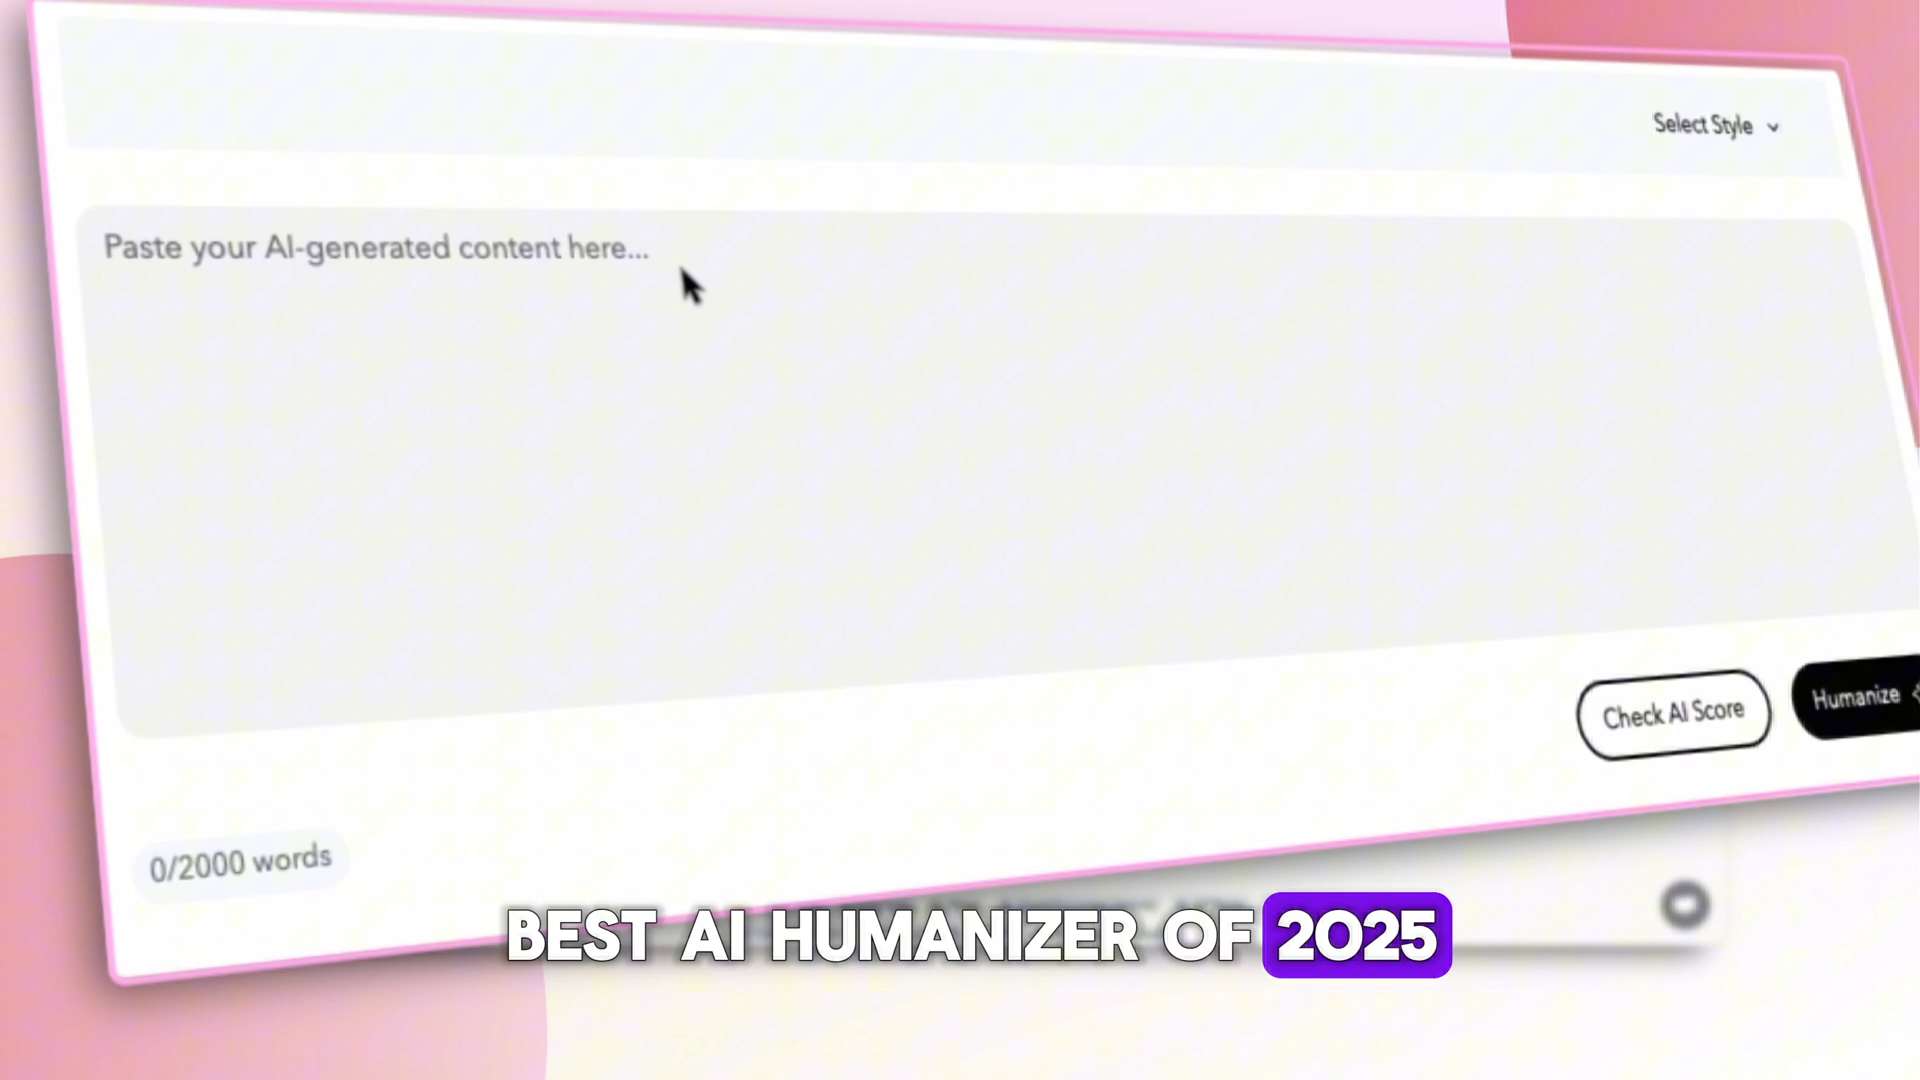 Select Style
Paste your AI-generated content here...
Check AI Score
Humanize
0/2000 words
BEST AI HUMANIZER OF 2025